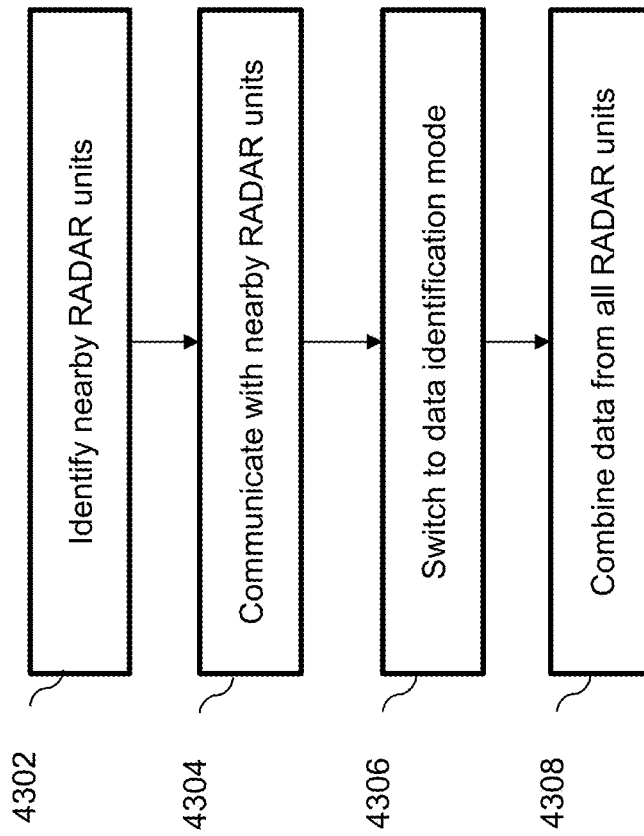 4302
Identify nearby RADAR units
4304
Communicate with nearby RADAR units
4306
Switch to data identification mode
4308
Combine data from all RADAR units